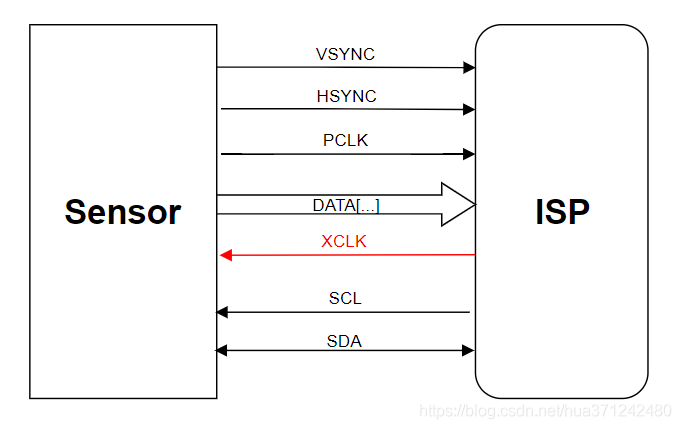 VSYNC
HSYNC
PCLK
Sensor
DATA[...]
ISP
XCLK
SCL
SDA
https://blog.csdn.net/hua371242480